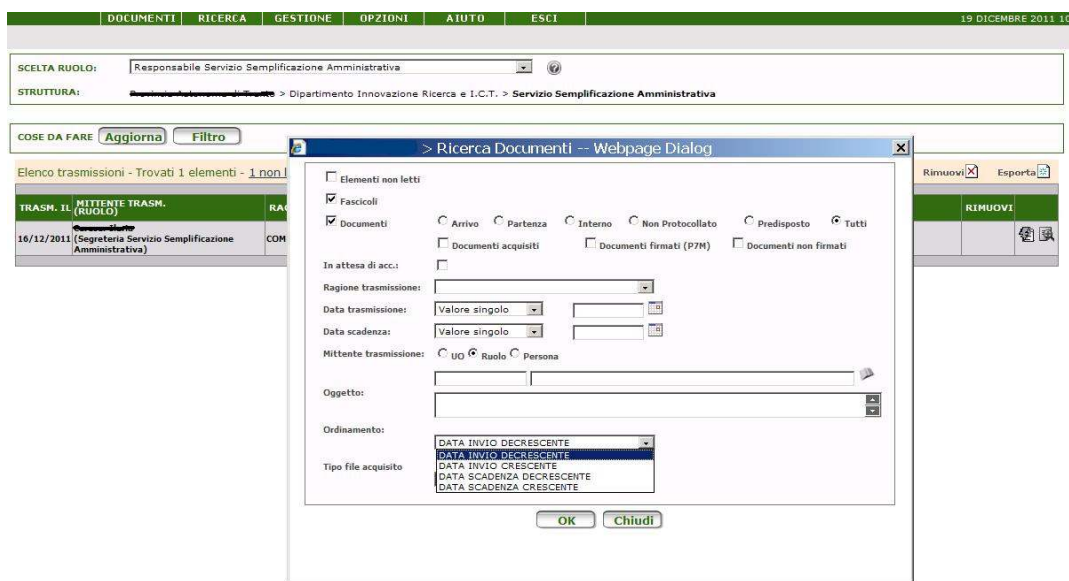 DOCUMENTI RICERCA GESTIONE OPZIONI AIUTO ESCI 19 DICEMBRE 2011 10
SCELTA RUOLO: Responsabile Servizio Semplificazione Amministrativa
STRUTTURA: > Dipartimento Innovazione Ricerca e I.C.T. > Servizio Semplificazione Amministrativa
COSE DA FARE Aggiorna Filtro
> Ricerca Documenti -- Webpage Dialog
Elenco trasmissioni - Trovati 1 elementi - 1 non l
Rimuovi Esporta
TRASM. IL MITTENTE TRASM. (RUOLO) RAG RIMUOVI
16/12/2011 (Segreteria Servizio Semplificazione Amministrativa) COM
Elementi non letti
Fascicoli
Documenti Arrivo Partenza Interno Non Protocollato Predisposto Tutti
Documenti acquisiti Documenti firmati (P7M) Documenti non firmati
In attesa di acc.:
Ragione trasmissione:
Data trasmissione: Valore singolo
Data scadenza: Valore singolo
Mittente trasmissione: UO Ruolo Persona
Oggetto:
Ordinamento:
DATA INVIO DECRESCENTE
DATA INVIO DECRESCENTE
DATA INVIO CRESCENTE
Tipo file acquisito
DATA SCADENZA DECRESCENTE
DATA SCADENZA CRESCENTE
OK Chiudi